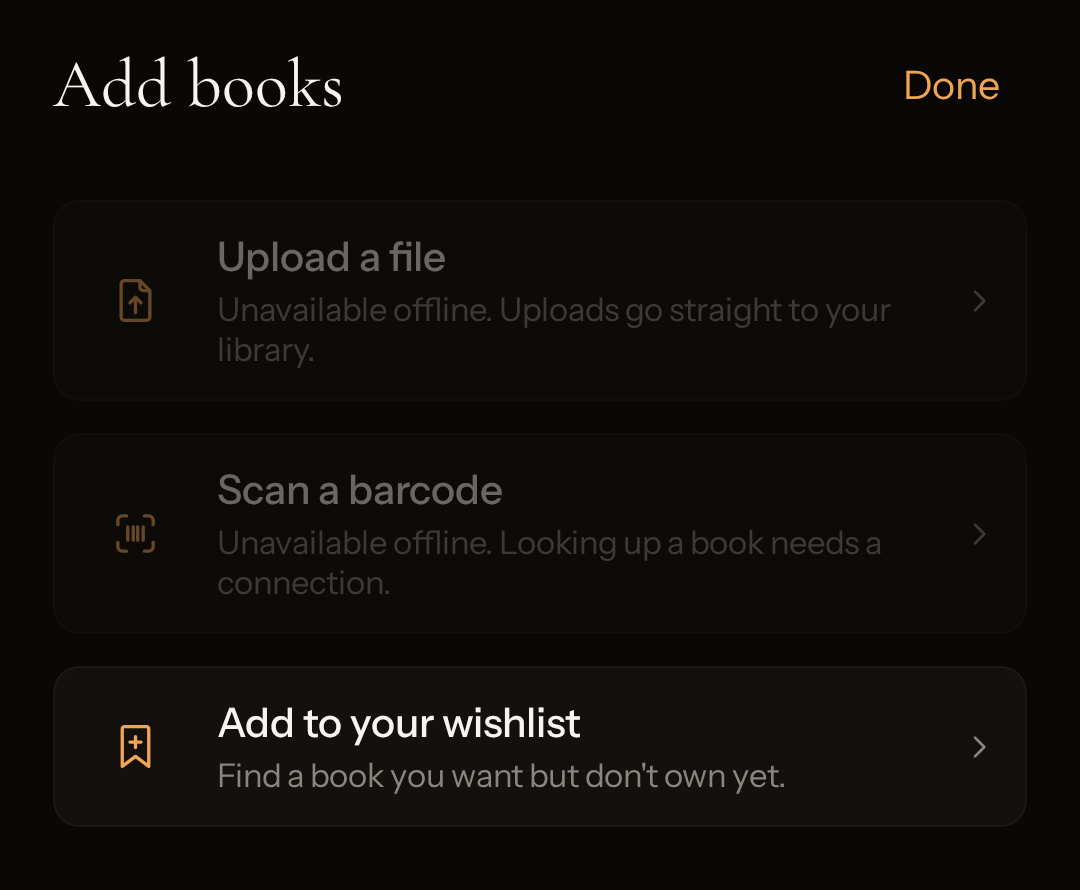 Add books
Done
Upload a file
Unavailable offline. Uploads go straight to your
library.
Scan a barcode
Unavailable offline. Looking up a book needs a
connection.
Add to your wishlist
Find a book you want but don't own yet.